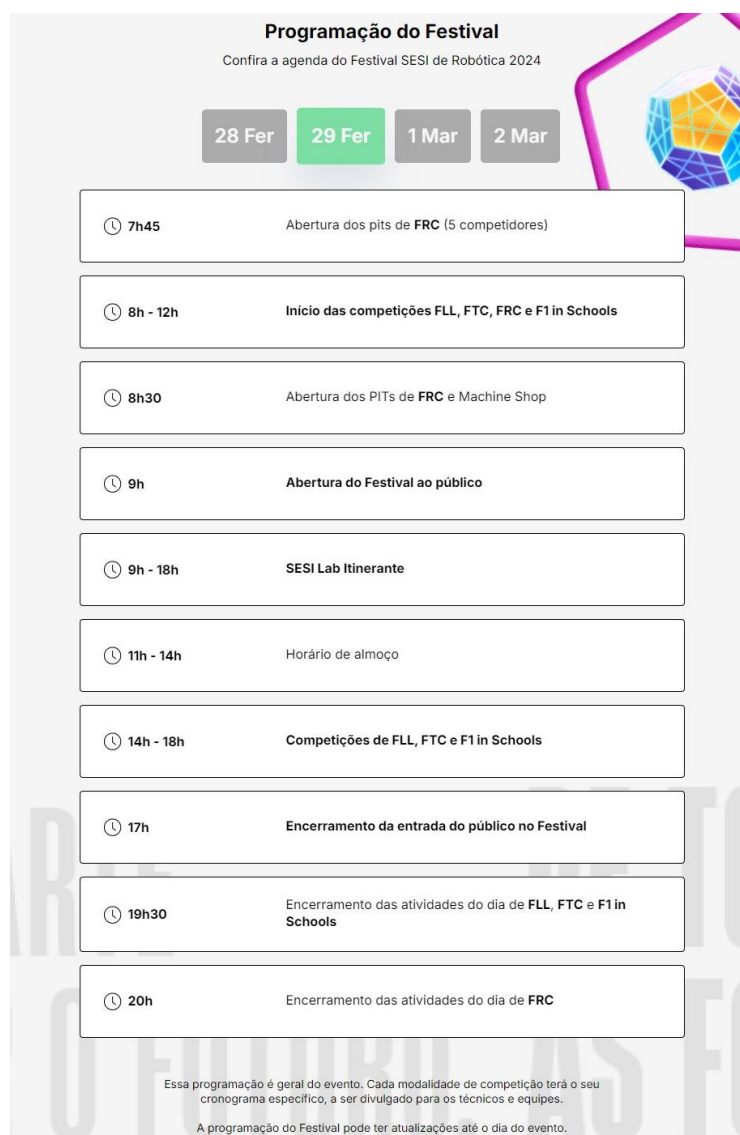 Programação do Festival
Confira a agenda do Festival SESI de Robótica 2024
28 Fer
29 Fer
1 Mar
2 Mar
7h45
Abertura dos pits de FRC (5 competidores)
8h - 12h
Início das competições FLL, FTC, FRC e F1 in Schools
8h30
Abertura dos PITs de FRC e Machine Shop
9h
Abertura do Festival ao público
9h - 18h
SESI Lab Itinerante
11h - 14h
Horário de almoço
14h - 18h
Competições de FLL, FTC e F1 in Schools
17h
Encerramento da entrada do público no Festival
19h30
Encerramento das atividades do dia de FLL, FTC e F1 in
Schools
20h
Encerramento das atividades do dia de FRC
O FUTURO. AS
Essa programação é geral do evento. Cada modalidade de competição terá o seu
cronograma específico, a ser divulgado para os técnicos e equipes.
A programação do Festival pode ter atualizações até o dia do evento.